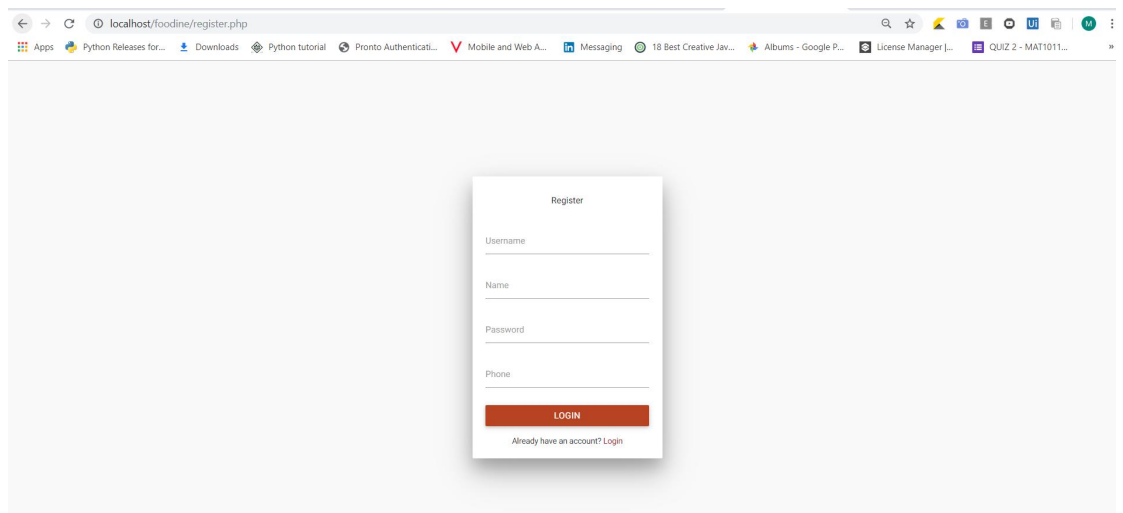 localhost/foodine/register.php
E Ui M
Apps Python Releases for... Downloads Python tutorial Pronto Authenticati... Mobile and Web A... in Messaging 18 Best Creative Jav... Albums - Google P... License Manager |... QUIZ 2 - MAT1011... »
Register
Username
Name
Password
Phone
LOGIN
Already have an account? Login